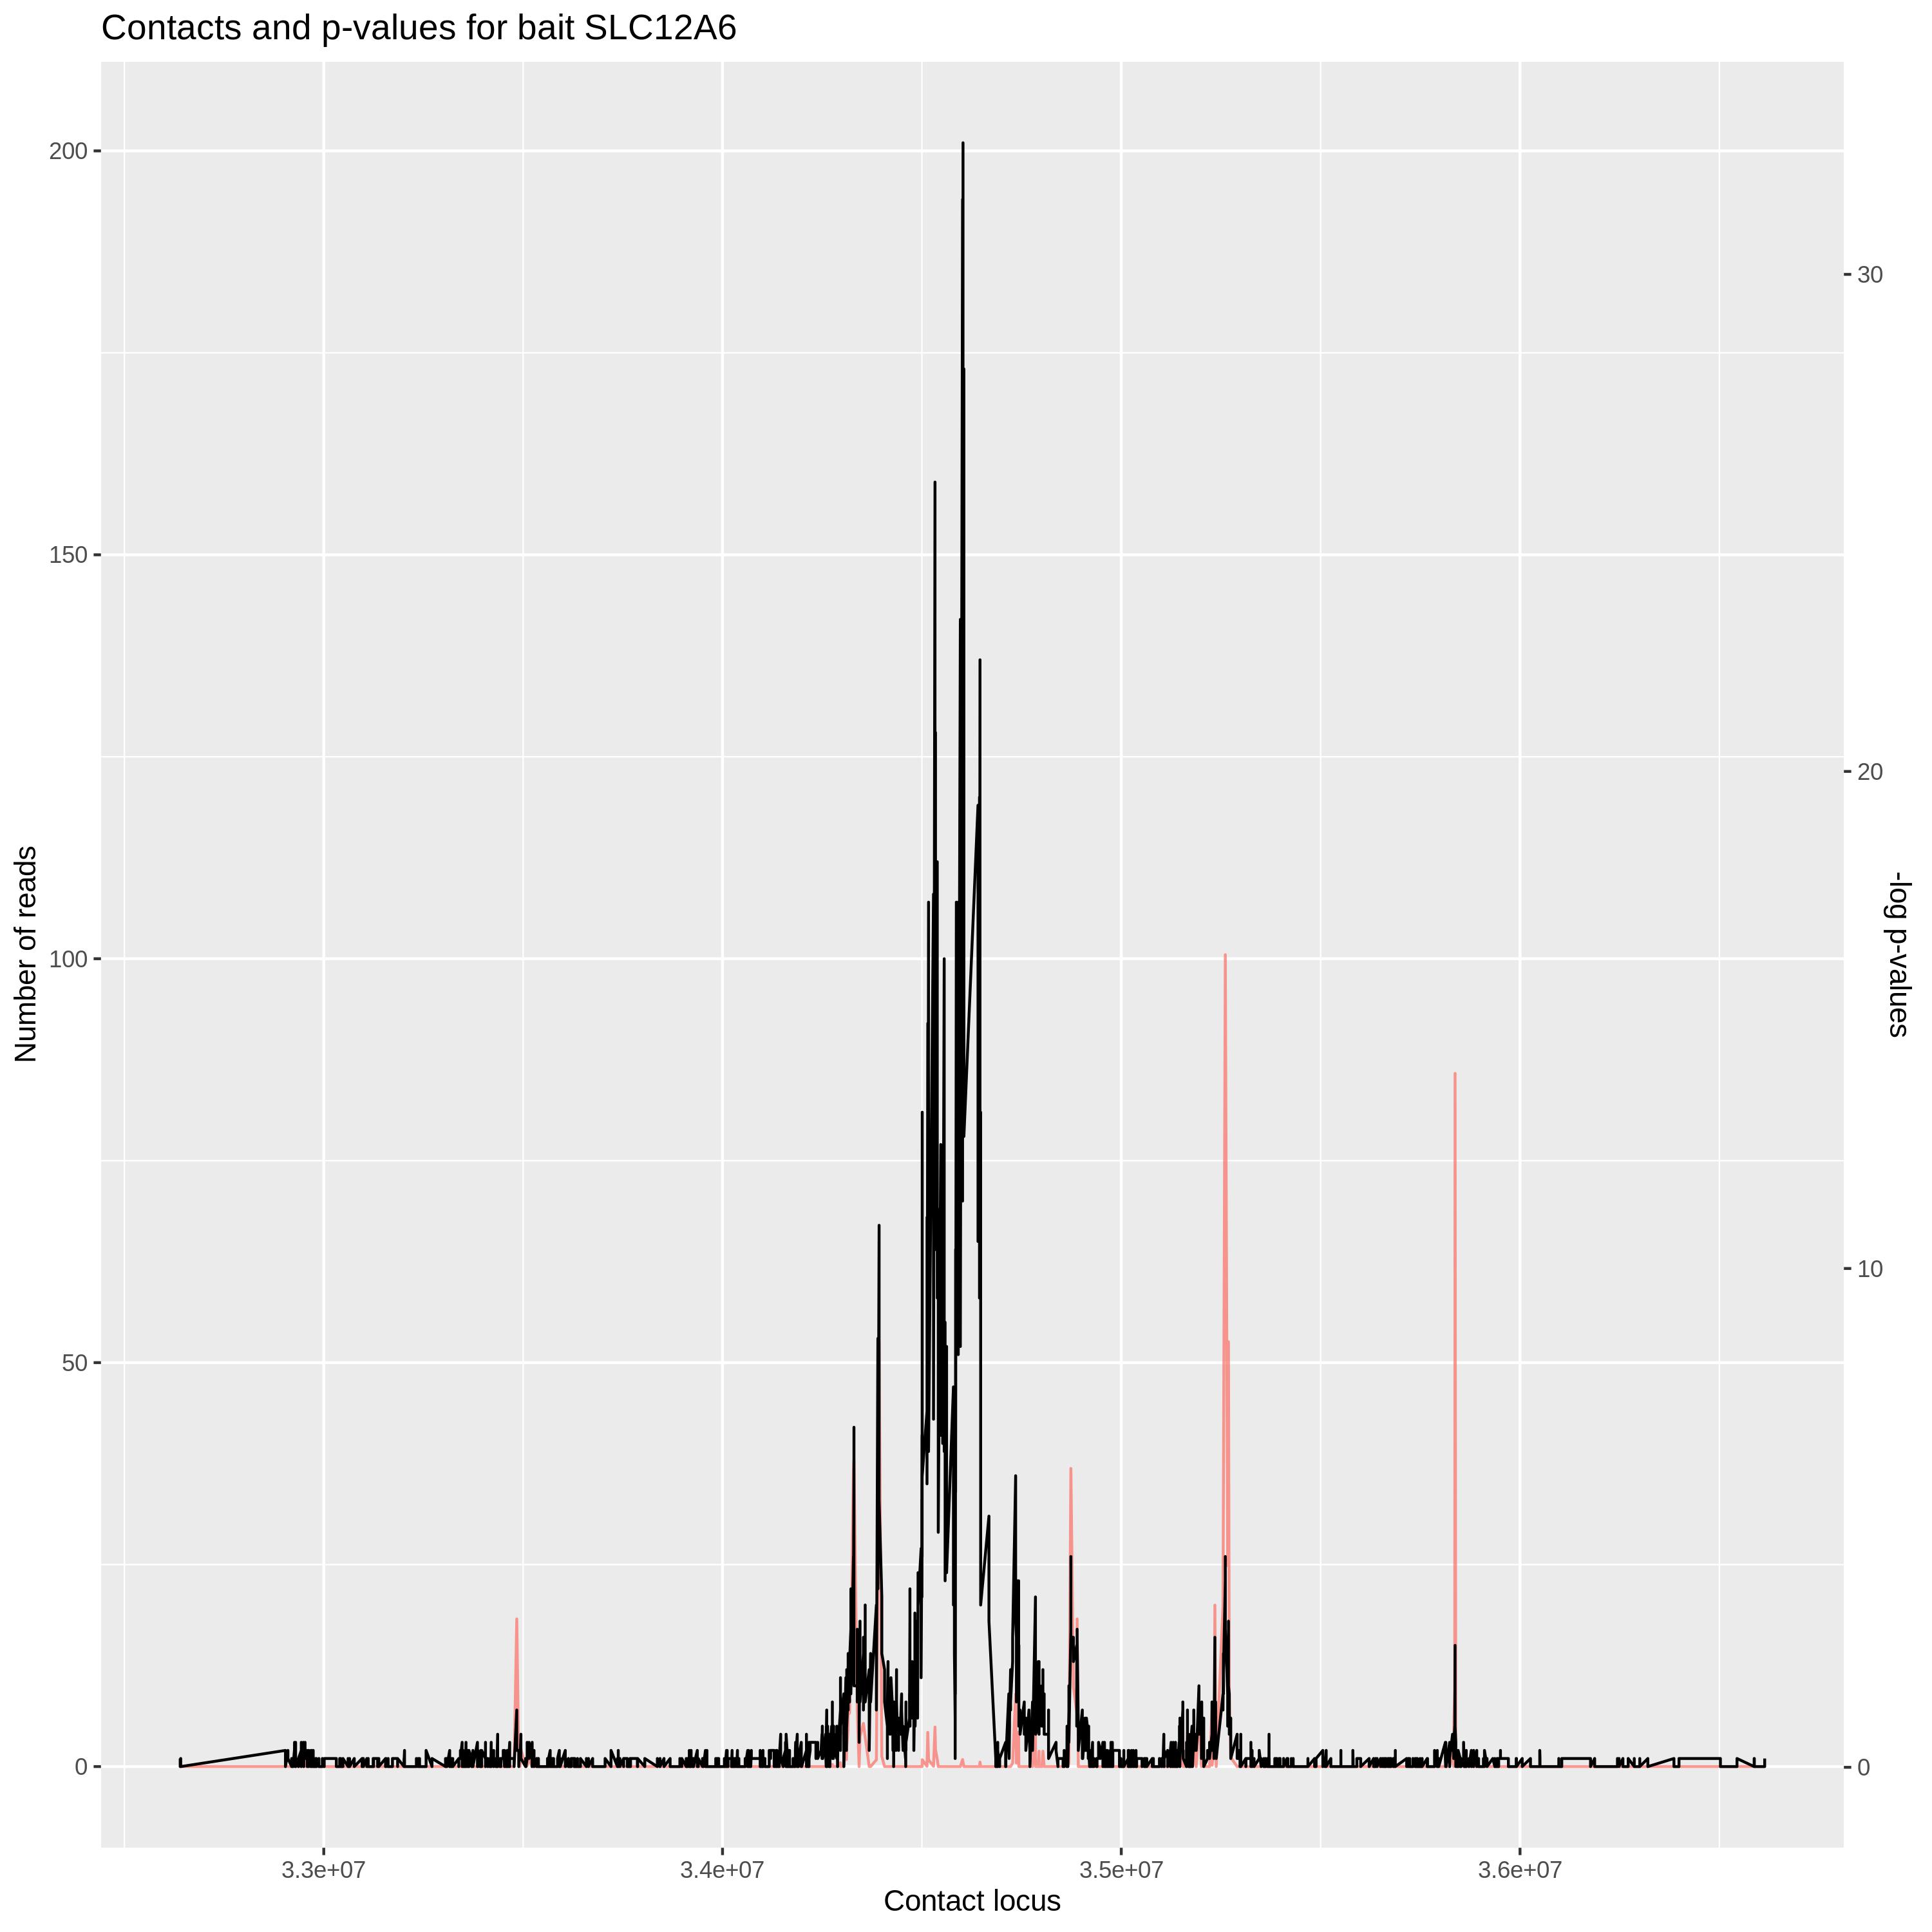 Contacts and p-values for bait SLC12A6
200
150
100
50
0
Number of reads
30
20
10
0
-log p-values
3.3e+07 3.4e+07 3.5e+07 3.6e+07
Contact locus